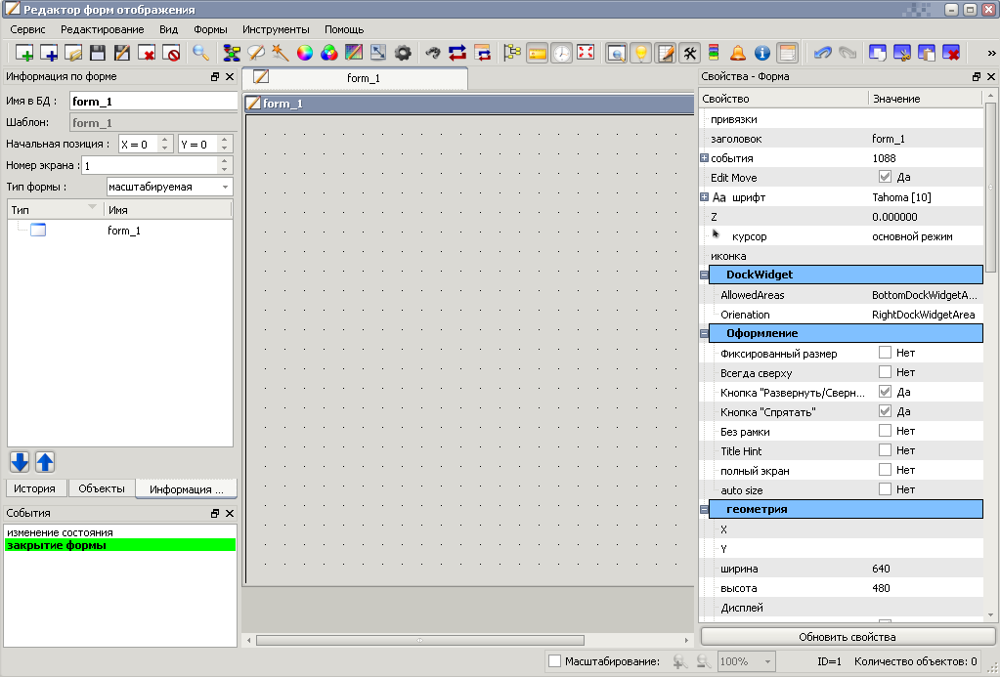 Редактор форм отображения
Сервис Редактирование Вид Формы Инструменты Помощь
Информация по форме
Имя в БД : form_1
Шаблон: form_1
Начальная позиция : X = 0 Y = 0
Номер экрана : 1
Тип формы : масштабируемая
Тип Имя
form_1
История Объекты Информация ...
События
изменение состояния
закрытие формы
form_1
form_1
Свойства - Форма
Свойство Значение
привязки
заголовок form_1
события 1088
Edit Move Да
Aa шрифт Tahoma [10]
Z 0.000000
курсор основной режим
иконка
DockWidget
AllowedAreas BottomDockWidgetA...
Orienation RightDockWidgetArea
Оформление
Фиксированный размер Нет
Всегда сверху Нет
Кнопка "Развернуть/Сверн... Да
Кнопка "Спрятать" Да
Без рамки Нет
Title Hint Нет
полный экран Нет
auto size Нет
геометрия
X
Y
ширина 640
высота 480
Дисплей
Обновить свойства
Масштабирование: 100% ID=1 Количество объектов: 0